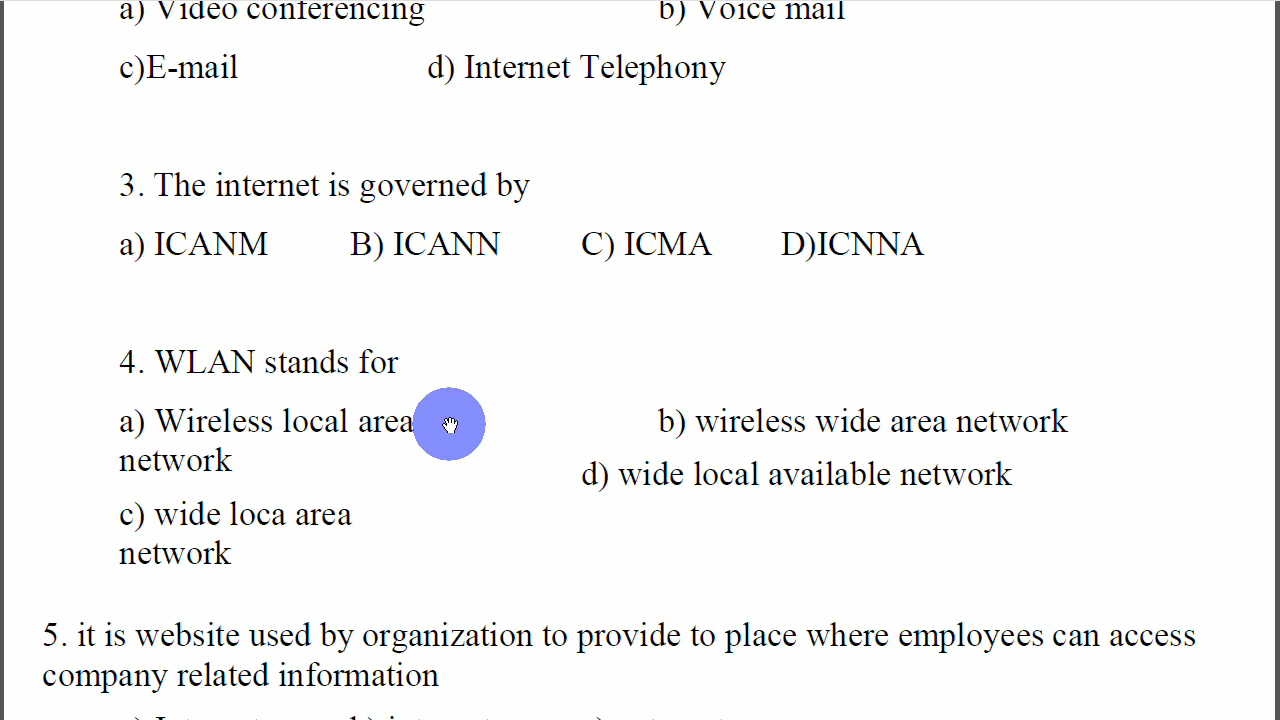 a) Video conferencing b) Voice mail
c)E-mail d) Internet Telephony
3. The internet is governed by
a) ICANM B) ICANN C) ICMA D)ICNNA
4. WLAN stands for
a) Wireless local area b) wireless wide area network
network
d) wide local available network
c) wide loca area
network
5. it is website used by organization to provide to place where employees can access
company related information